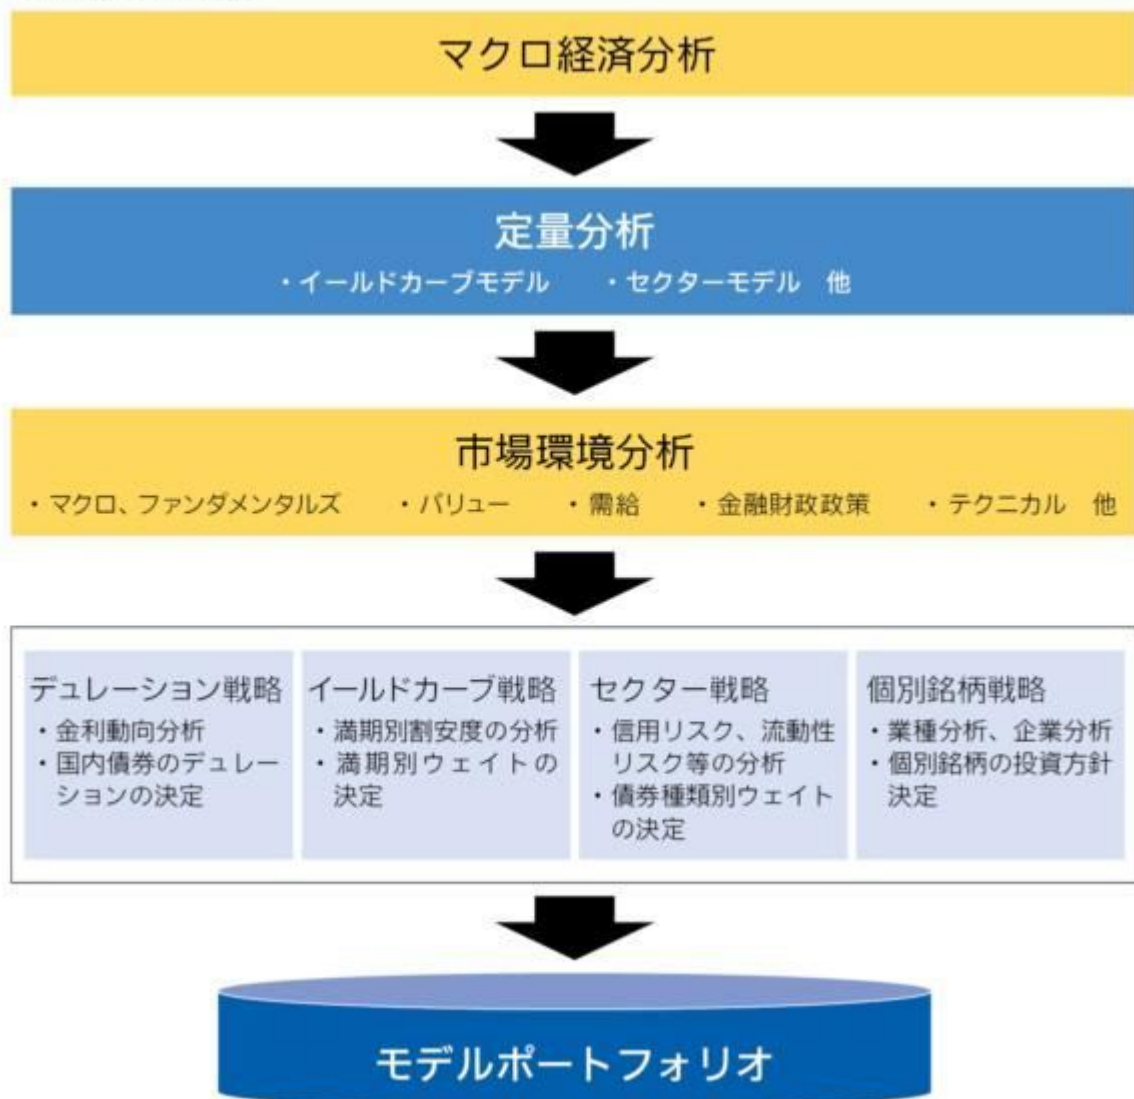 マクロ経済分析
定量分析
・イールドカーブモデル ・セクターモデル 他
市場環境分析
・マクロ、ファンダメンタルズ ・バリュー ・需給 ・金融財政政策 ・テクニカル 他
デュレーション戦略
・金利動向分析
・国内債券のデュレー
ションの決定
イールドカーブ戦略
・満期別割安度の分析
・満期別ウェイトの
決定
セクター戦略
・信用リスク、流動性
リスク等の分析
・債券種類別ウェイト
の決定
個別銘柄戦略
・業種分析、企業分析
・個別銘柄の投資方針
決定
モデルポートフォリオ